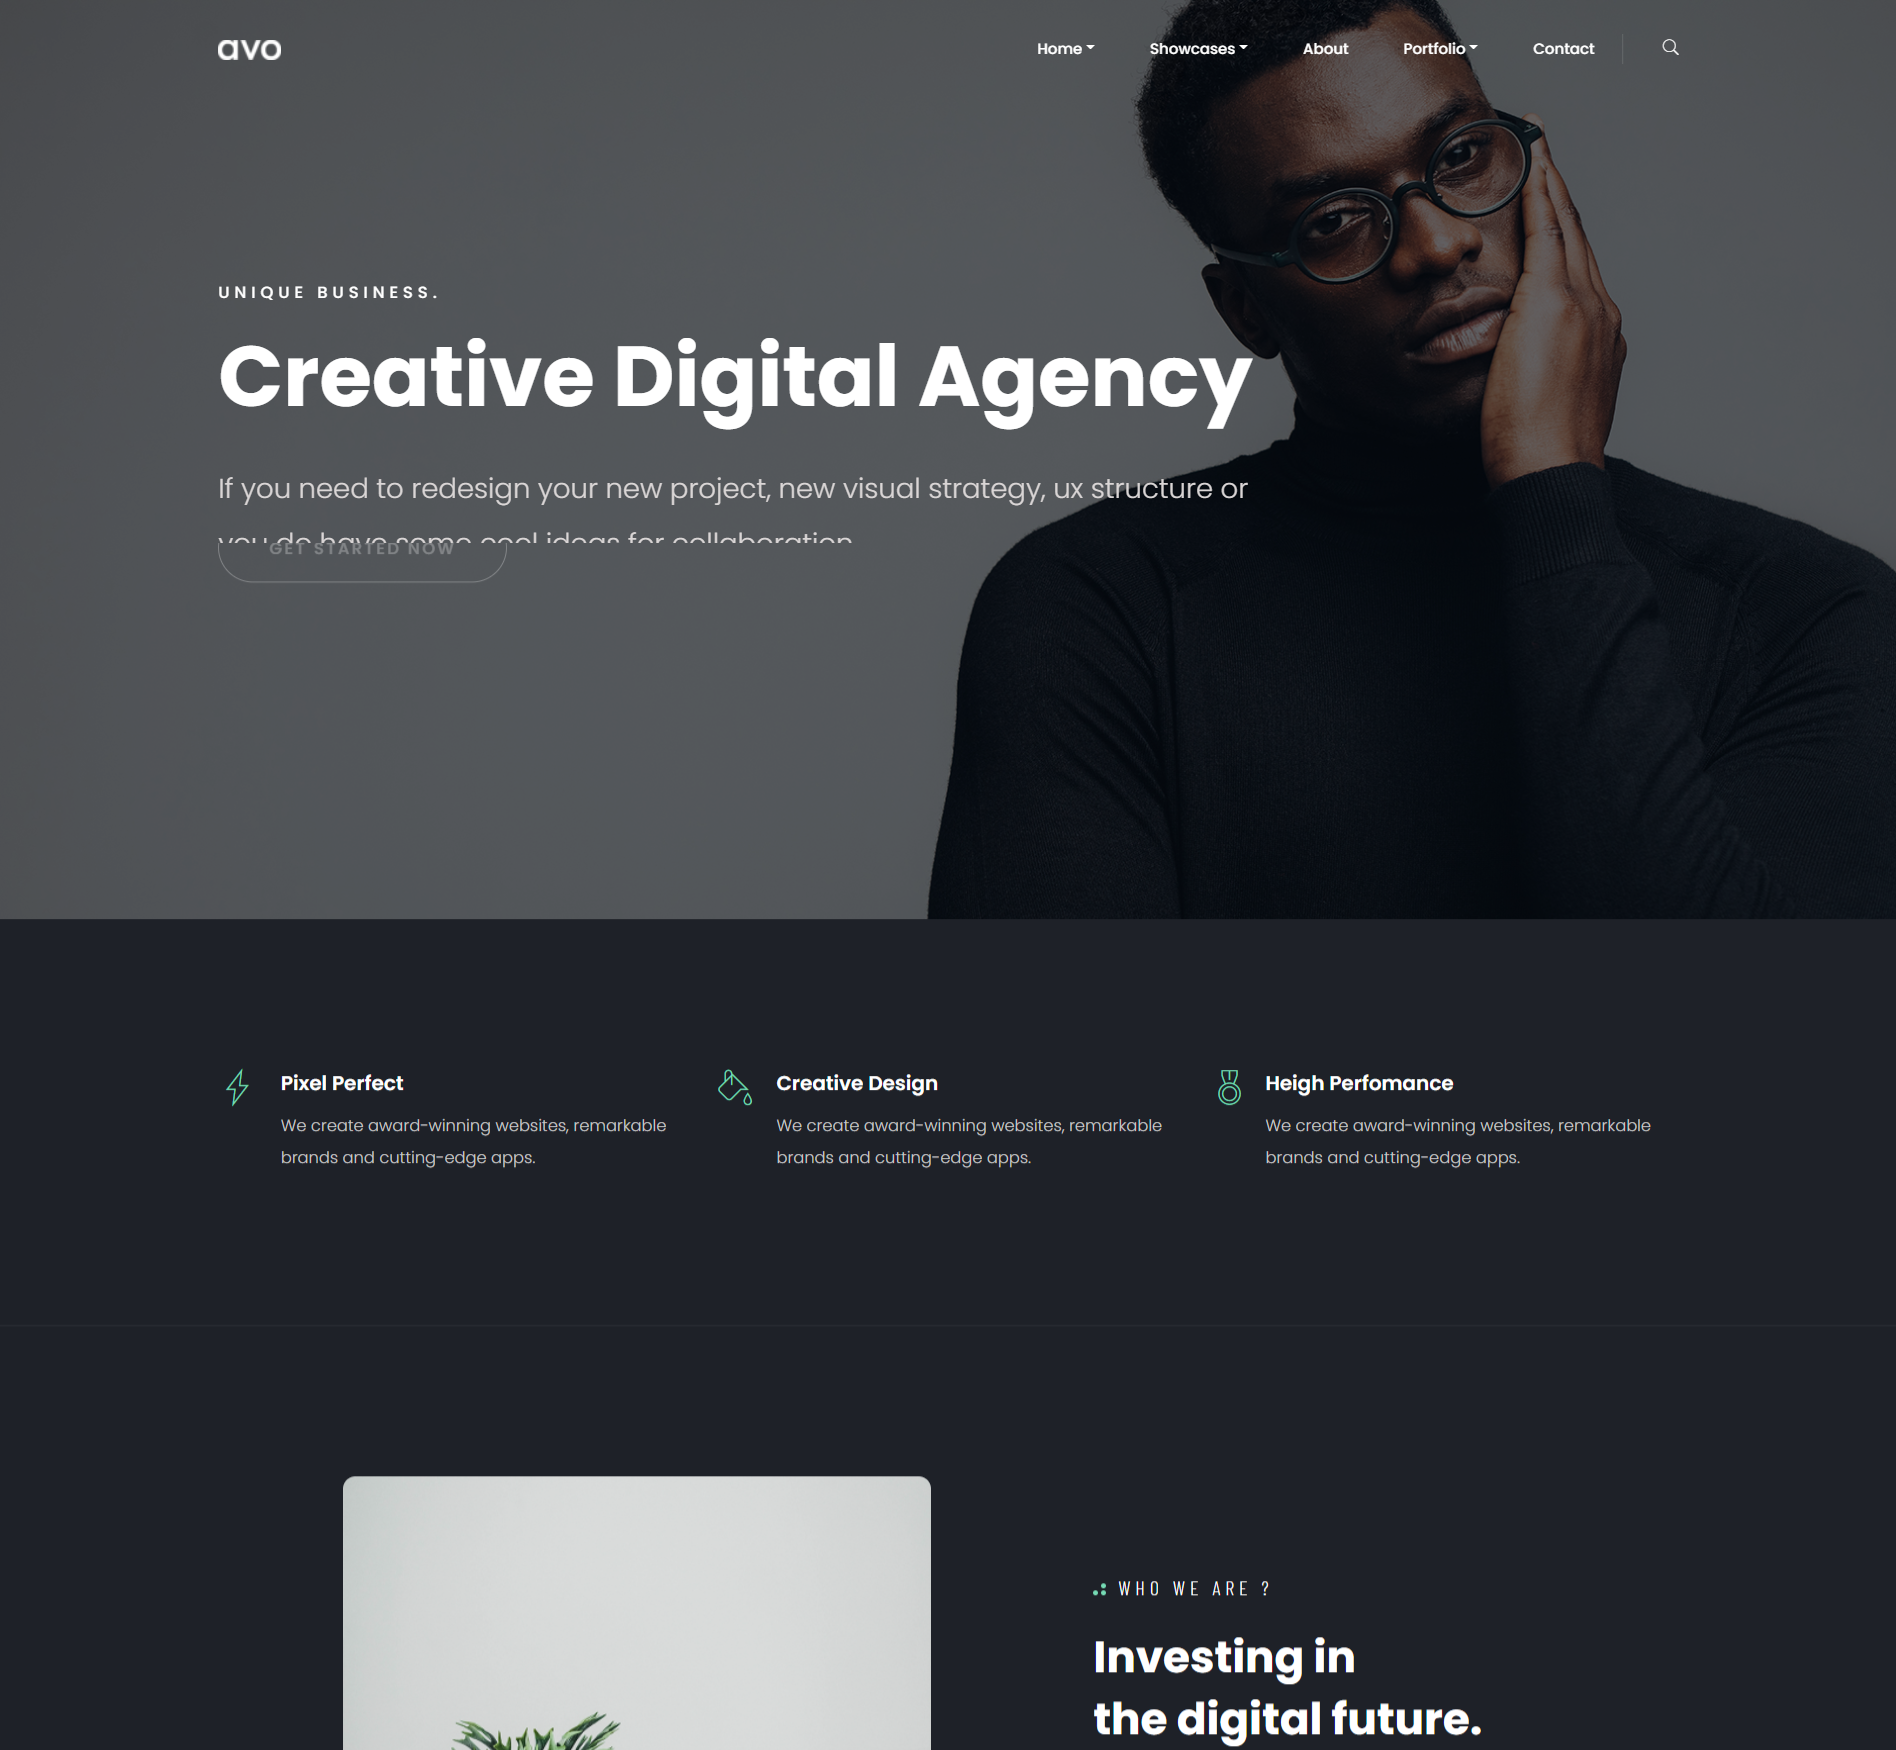 avo
Home
Showcases
About
Portfolio
Contact
UNIQUE BUSINESS.
Creative Digital Agency
If you need to redesign your new project, new visual strategy, ux structure or
you do have some cool ideas for collaboration
GET STARTED NOW
Pixel Perfect
We create award-winning websites, remarkable
brands and cutting-edge apps.
Creative Design
We create award-winning websites, remarkable
brands and cutting-edge apps.
Heigh Perfomance
We create award-winning websites, remarkable
brands and cutting-edge apps.
WHO WE ARE ?
Investing in
the digital future.